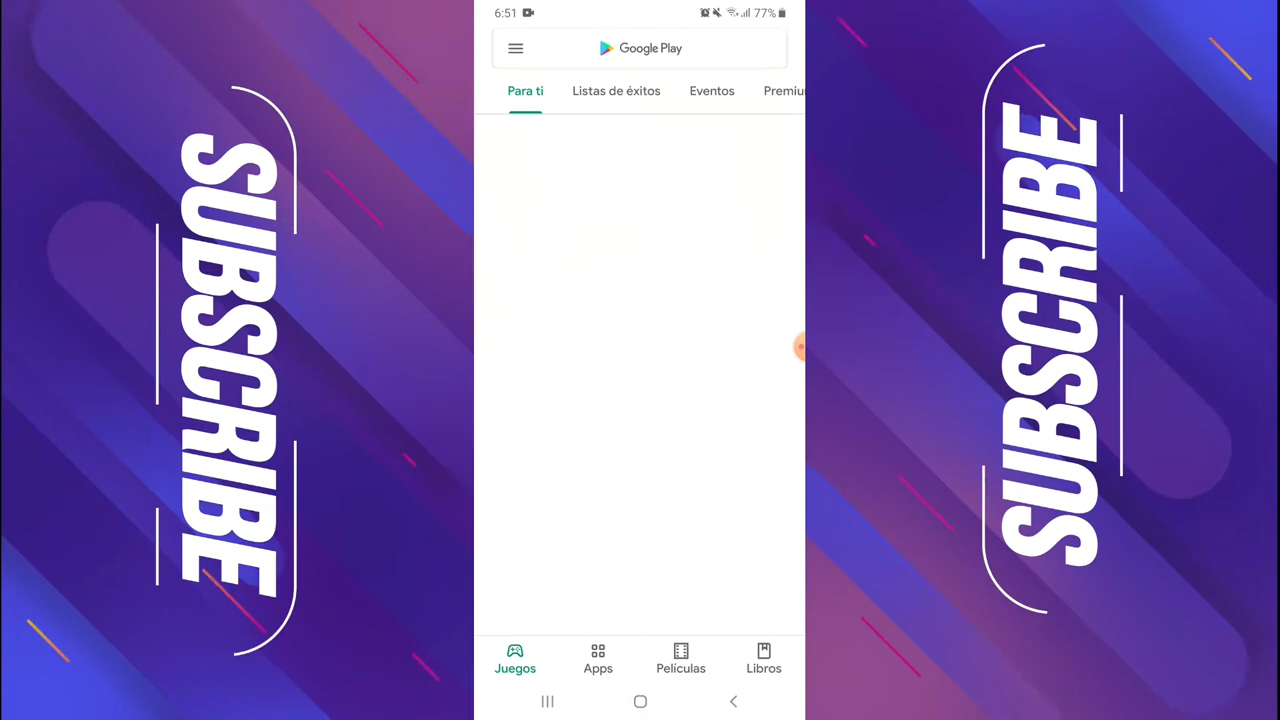 SUBSCRIBE
6:51
77%
Google Play
Para ti
Listas de éxitos
Eventos
Premiu
Juegos
Apps
Películas
Libros
SUBSCRIBE